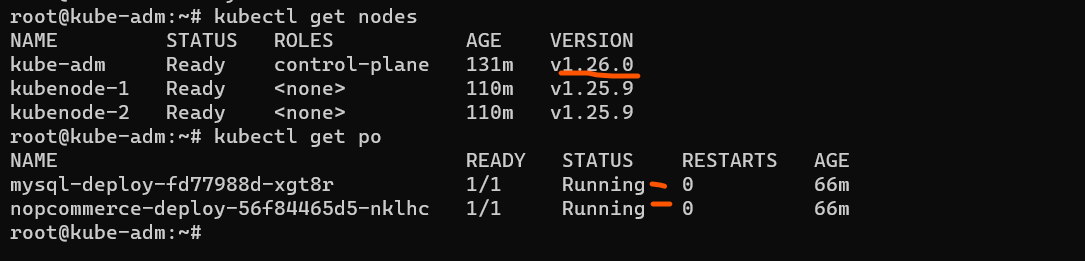 root@kube-adm:~# kubectl get nodes
NAME         STATUS   ROLES           AGE    VERSION
kube-adm     Ready    control-plane   131m   v1.26.0
kubenode-1   Ready    <none>          110m   v1.25.9
kubenode-2   Ready    <none>          110m   v1.25.9
root@kube-adm:~# kubectl get po
NAME                                  READY   STATUS    RESTARTS   AGE
mysql-deploy-fd77988d-xgt8r           1/1     Running   0          66m
nopcommerce-deploy-56f84465d5-nklhc   1/1     Running   0          66m
root@kube-adm:~#